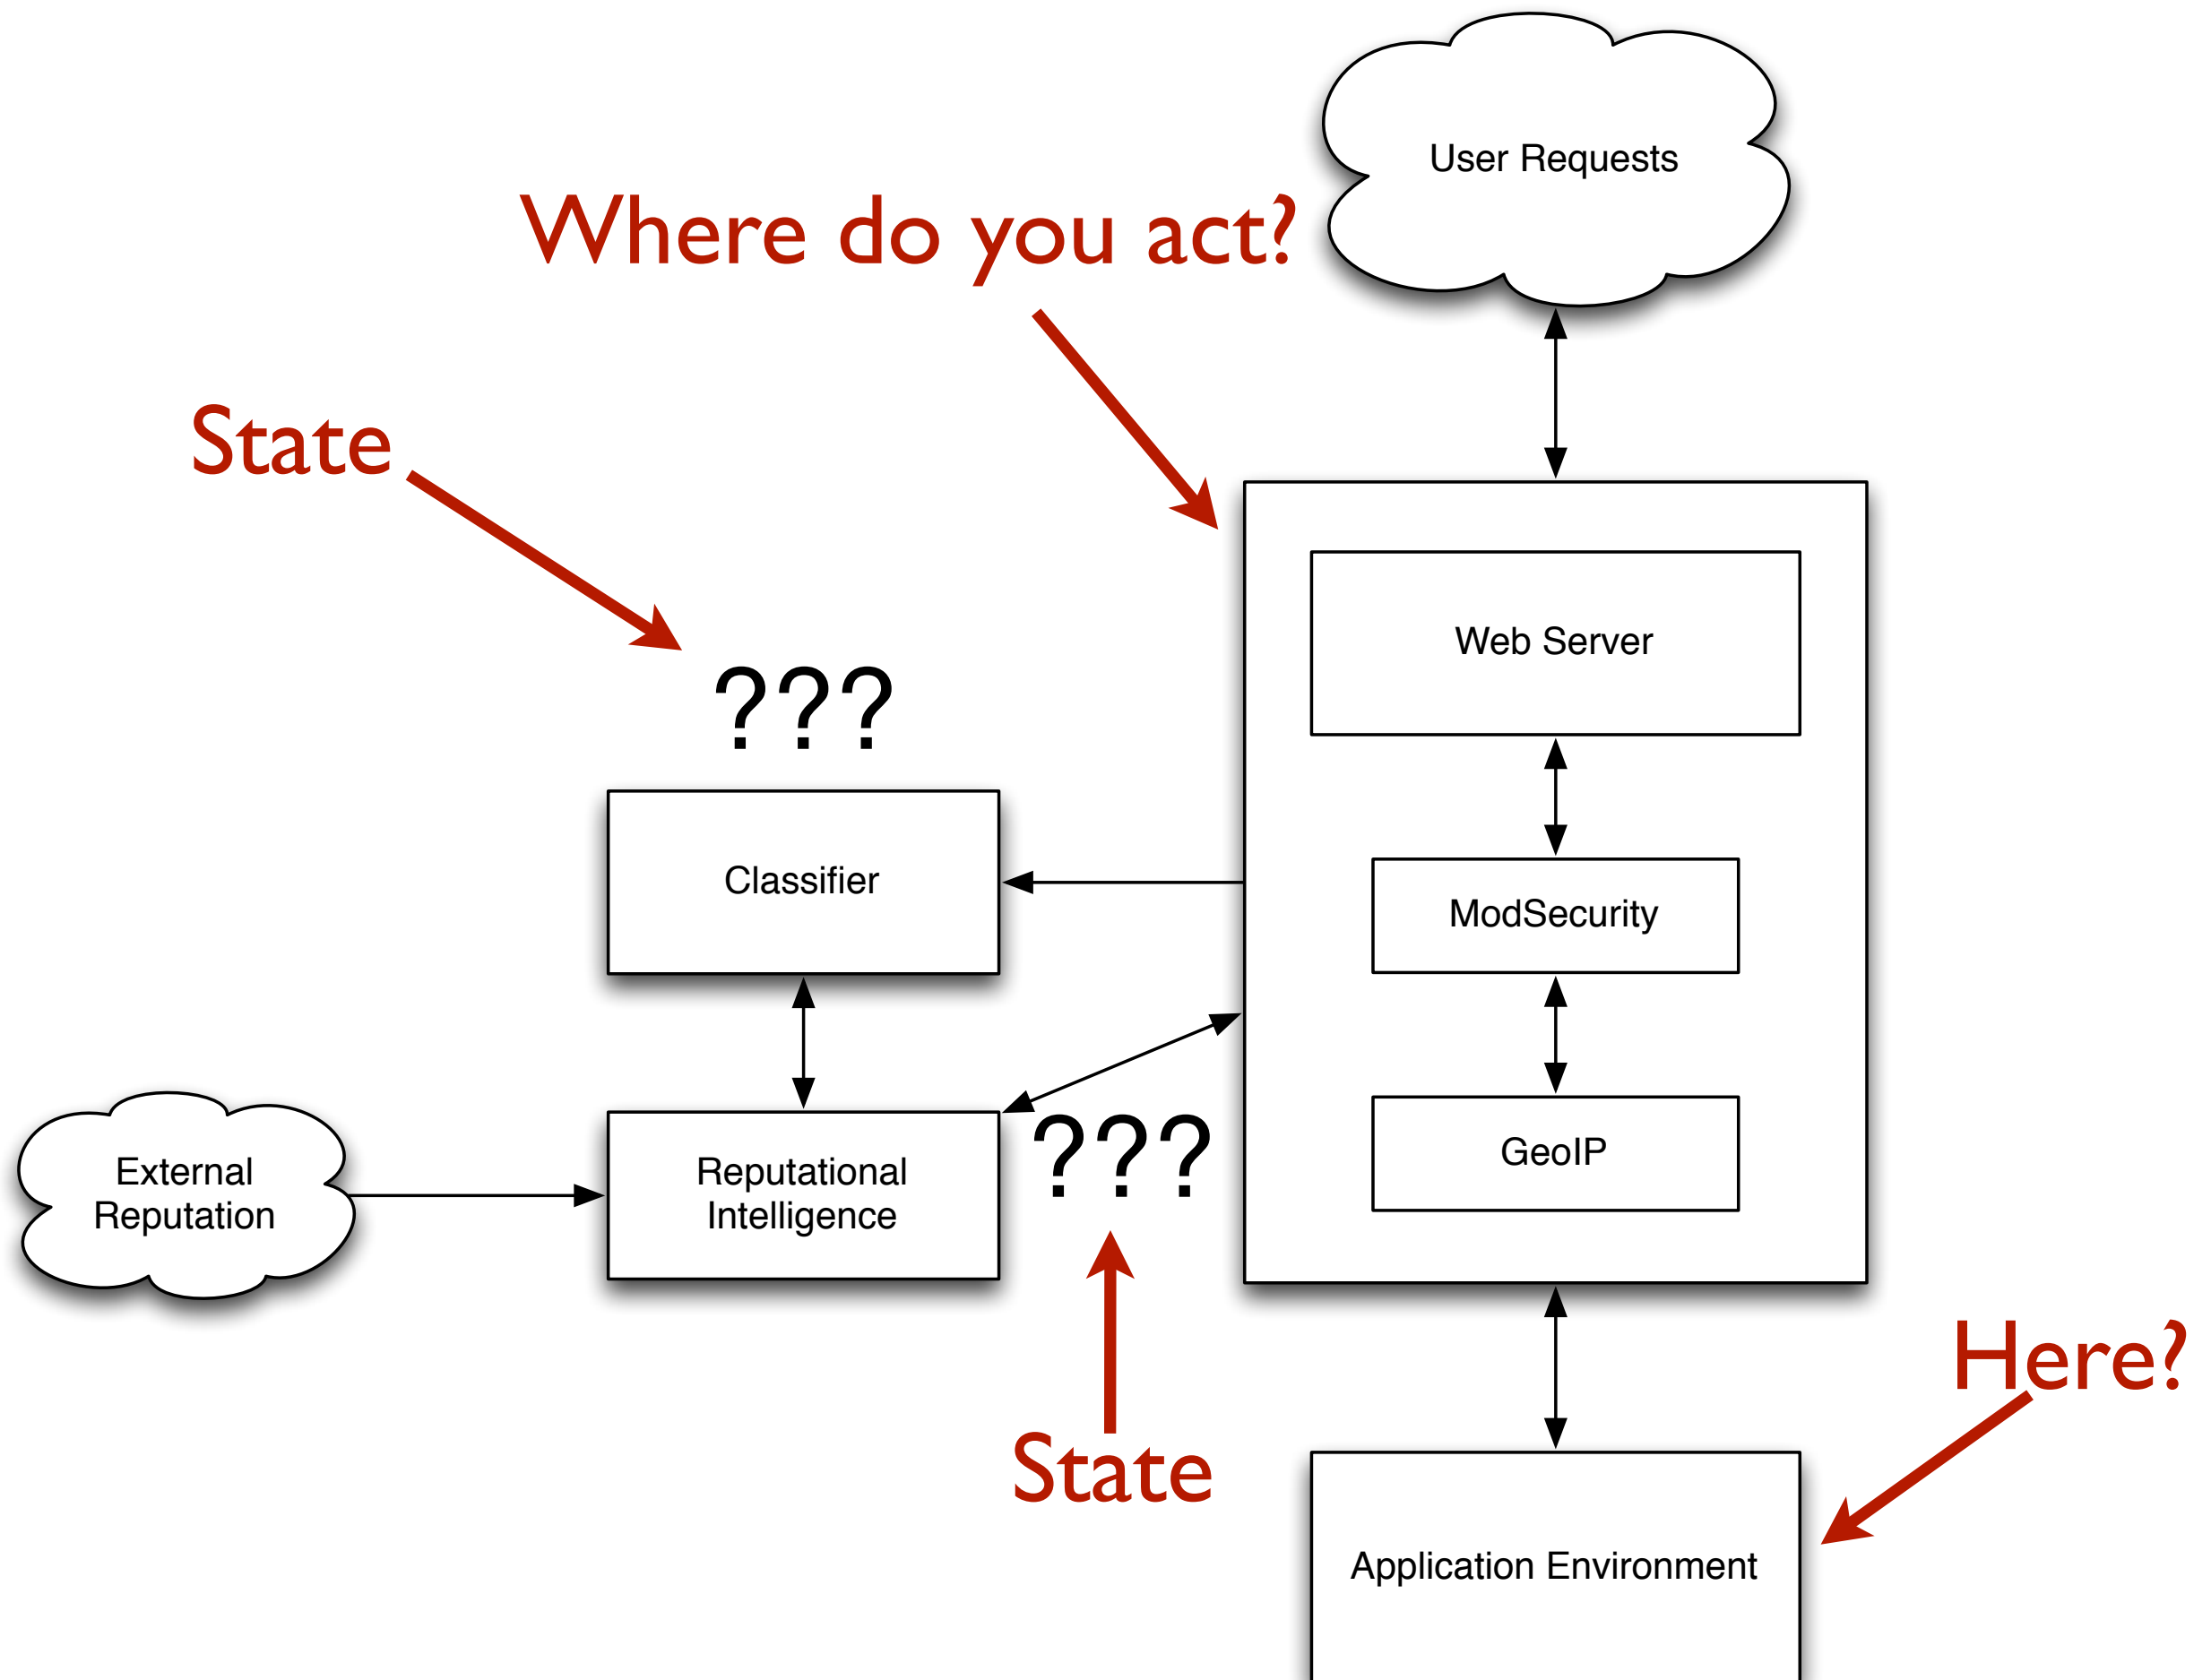 User Requests
Where do you act?
State
Web Server
???
Classifier
ModSecurity
External
Reputation
Reputational
Intelligence
???
GeoIP
Here?
State
Application Environment